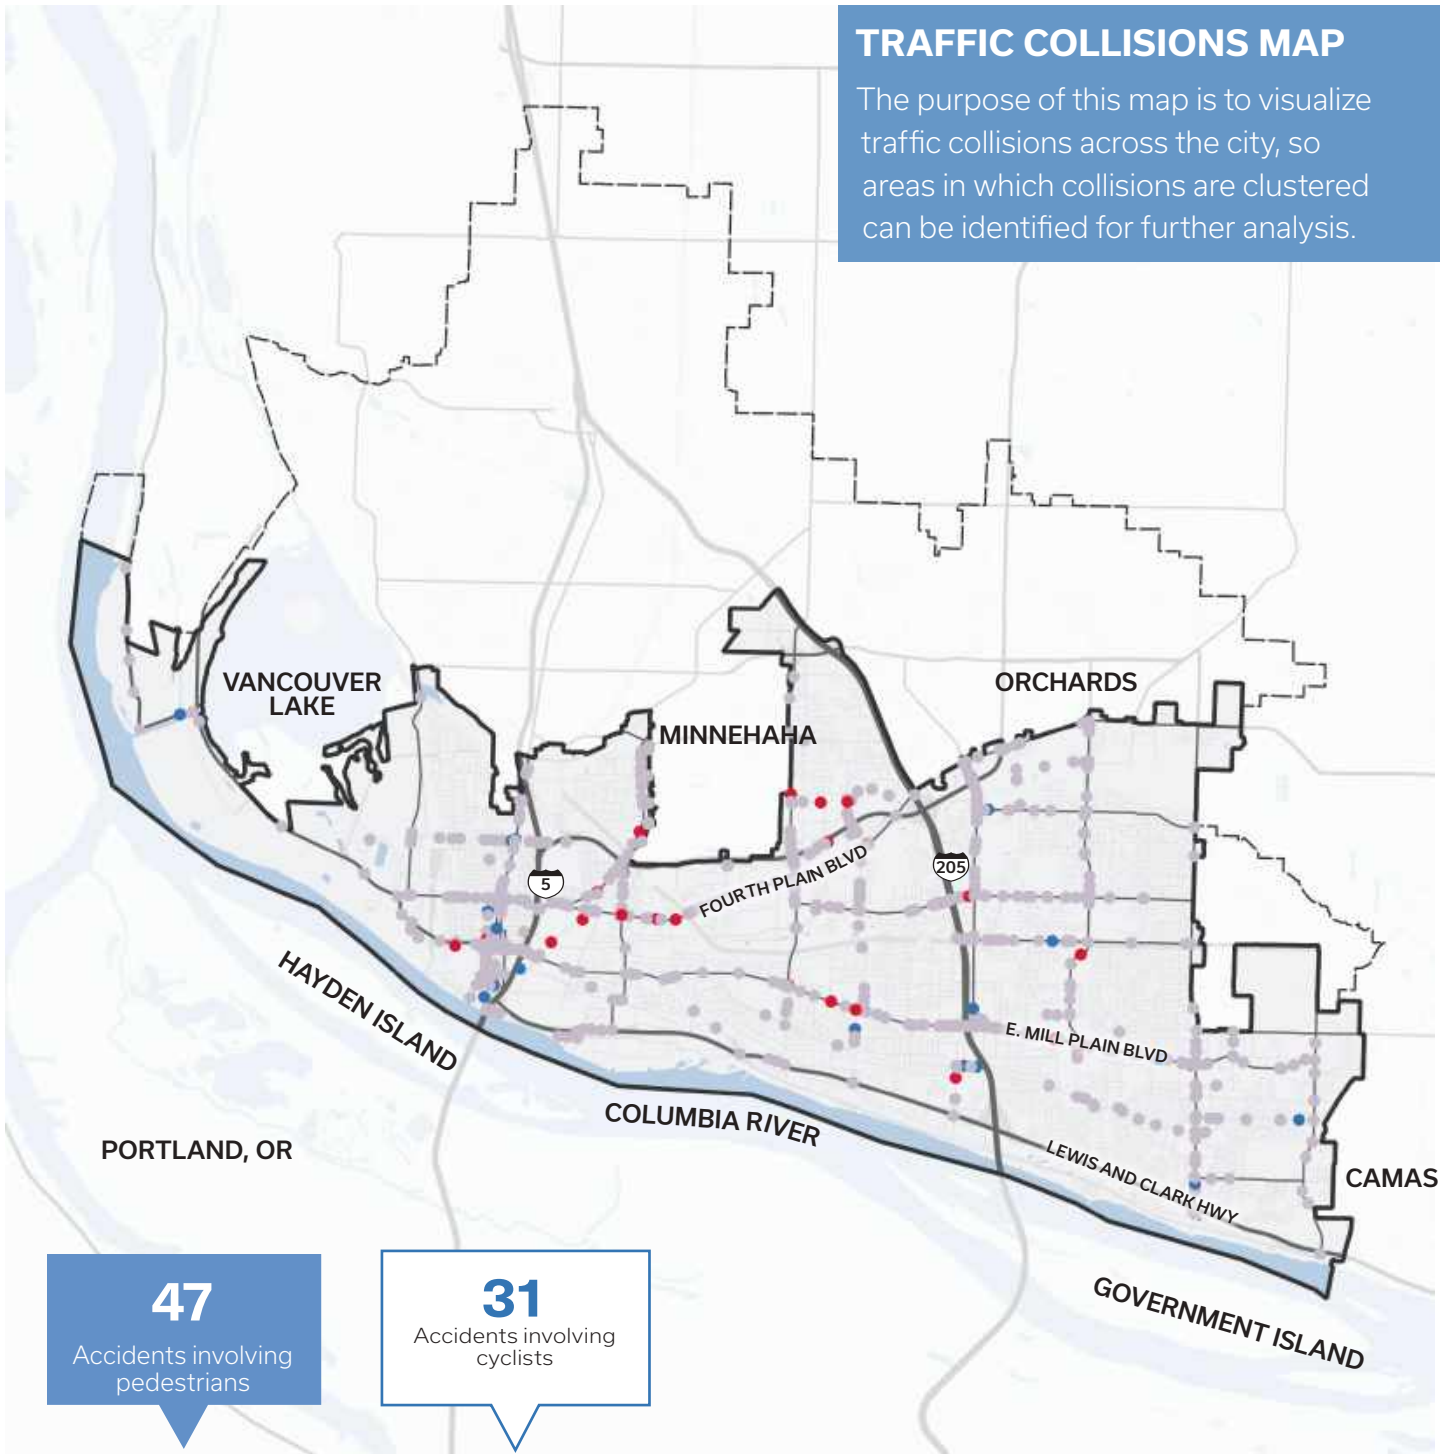 TRAFFIC COLLISIONS MAP
The purpose of this map is to visualize
traffic collisions across the city, so
areas in which collisions are clustered
can be identified for further analysis.
VANCOUVER
LAKE
ORCHARDS
MINNEHAHA
FOURTH PLAIN BLVD
205
5
HAYDEN ISLAND
E. MILL PLAIN BLVD
COLUMBIA RIVER
PORTLAND, OR
LEWIS AND CLARK HWY
CAMAS
GOVERNMENT ISLAND
47
Accidents involving
pedestrians
31
Accidents involving
cyclists